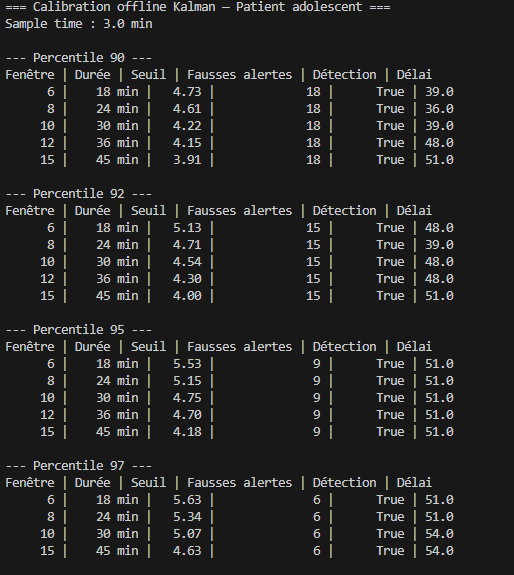 === Calibration offline Kalman — Patient adolescent ===
Sample time : 3.0 min
--- Percentile 90 ---
Fenêtre | Durée | Seuil | Fausses alertes | Détection | Délai
6 | 18 min | 4.73 | 18 | True | 39.0
8 | 24 min | 4.61 | 18 | True | 36.0
10 | 30 min | 4.22 | 18 | True | 39.0
12 | 36 min | 4.15 | 18 | True | 48.0
15 | 45 min | 3.91 | 18 | True | 51.0
--- Percentile 92 ---
Fenêtre | Durée | Seuil | Fausses alertes | Détection | Délai
6 | 18 min | 5.13 | 15 | True | 48.0
8 | 24 min | 4.71 | 15 | True | 39.0
10 | 30 min | 4.54 | 15 | True | 48.0
12 | 36 min | 4.30 | 15 | True | 48.0
15 | 45 min | 4.00 | 15 | True | 51.0
--- Percentile 95 ---
Fenêtre | Durée | Seuil | Fausses alertes | Détection | Délai
6 | 18 min | 5.53 | 9 | True | 51.0
8 | 24 min | 5.15 | 9 | True | 51.0
10 | 30 min | 4.75 | 9 | True | 51.0
12 | 36 min | 4.70 | 9 | True | 51.0
15 | 45 min | 4.18 | 9 | True | 51.0
--- Percentile 97 ---
Fenêtre | Durée | Seuil | Fausses alertes | Détection | Délai
6 | 18 min | 5.63 | 6 | True | 51.0
8 | 24 min | 5.34 | 6 | True | 51.0
10 | 30 min | 5.07 | 6 | True | 54.0
15 | 45 min | 4.63 | 6 | True | 54.0